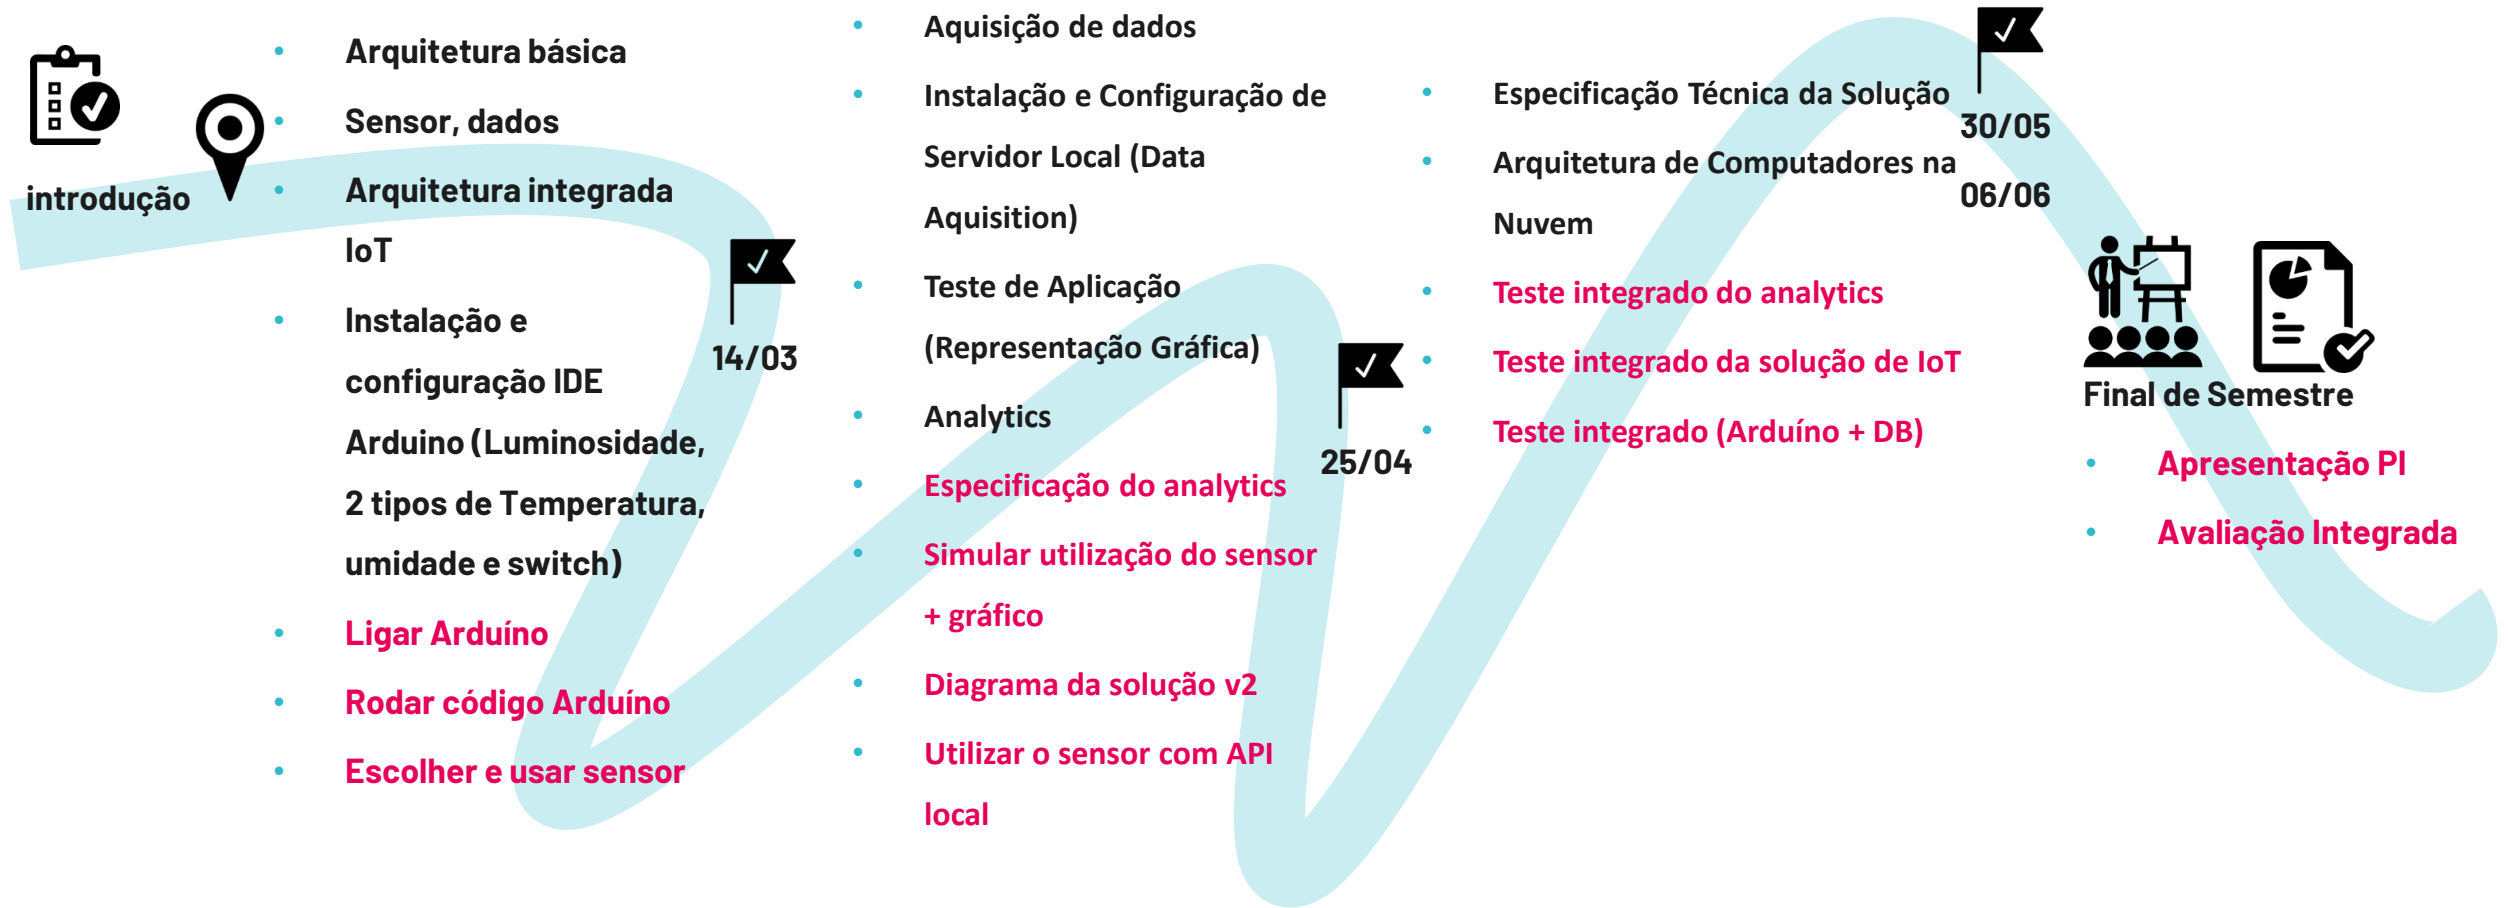 introdução
• Arquitetura básica
• Sensor, dados
• Arquitetura integrada
IoT
• Instalação e
configuração IDE
Arduino (Luminosidade,
2 tipos de Temperatura,
umidade e switch)
• Ligar Arduíno
• Rodar código Arduíno
• Escolher e usar sensor
14/03
• Aquisição de dados
• Instalação e Configuração de
Servidor Local (Data
Aquisition)
• Teste de Aplicação
(Representação Gráfica)
• Analytics
• Especificação do analytics
• Simular utilização do sensor
+ gráfico
• Diagrama da solução v2
• Utilizar o sensor com API
local
25/04
• Especificação Técnica da Solução
• Arquitetura de Computadores na
Nuvem
• Teste integrado do analytics
• Teste integrado da solução de IoT
• Teste integrado (Arduíno + DB)
30/05
06/06
Final de Semestre
• Apresentação PI
• Avaliação Integrada